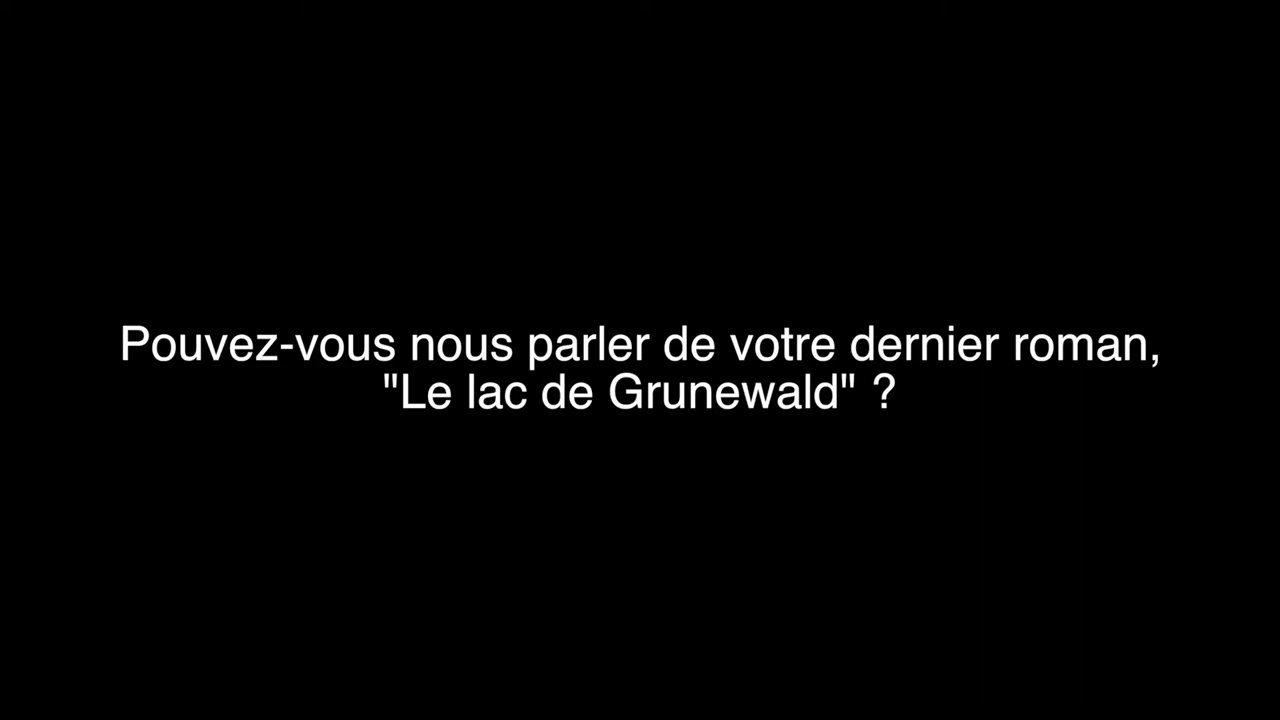 Pouvez-vous nous parler de votre dernier roman,
"Le lac de Grunewald" ?